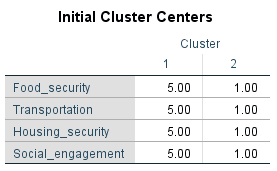 Initial Cluster Centers
Cluster
1 2
Food_security 5.00 1.00
Transportation 5.00 1.00
Housing_security 5.00 1.00
Social_engagement 5.00 1.00